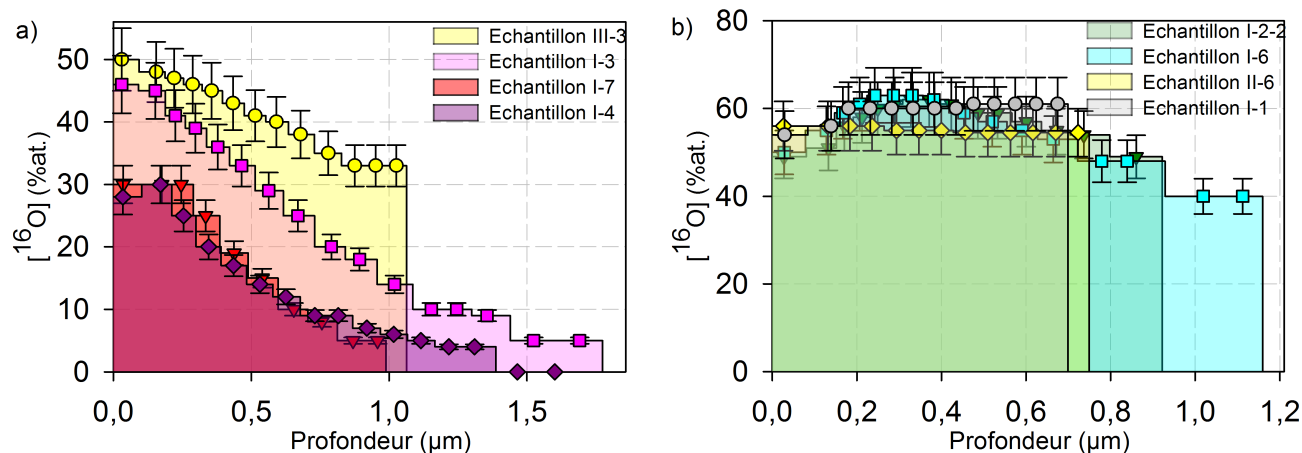 a)
[¹⁶O] (%at.)
50
40
30
20
10
0
0,0 0,5 1,0 1,5
Profondeur (µm)
Echantillon III-3
Echantillon I-3
Echantillon I-7
Echantillon I-4
b)
[¹⁶O] (%at.)
80
60
40
20
0
0,0 0,2 0,4 0,6 0,8 1,0 1,2
Profondeur (µm)
Echantillon I-2-2
Echantillon I-6
Echantillon II-6
Echantillon I-1